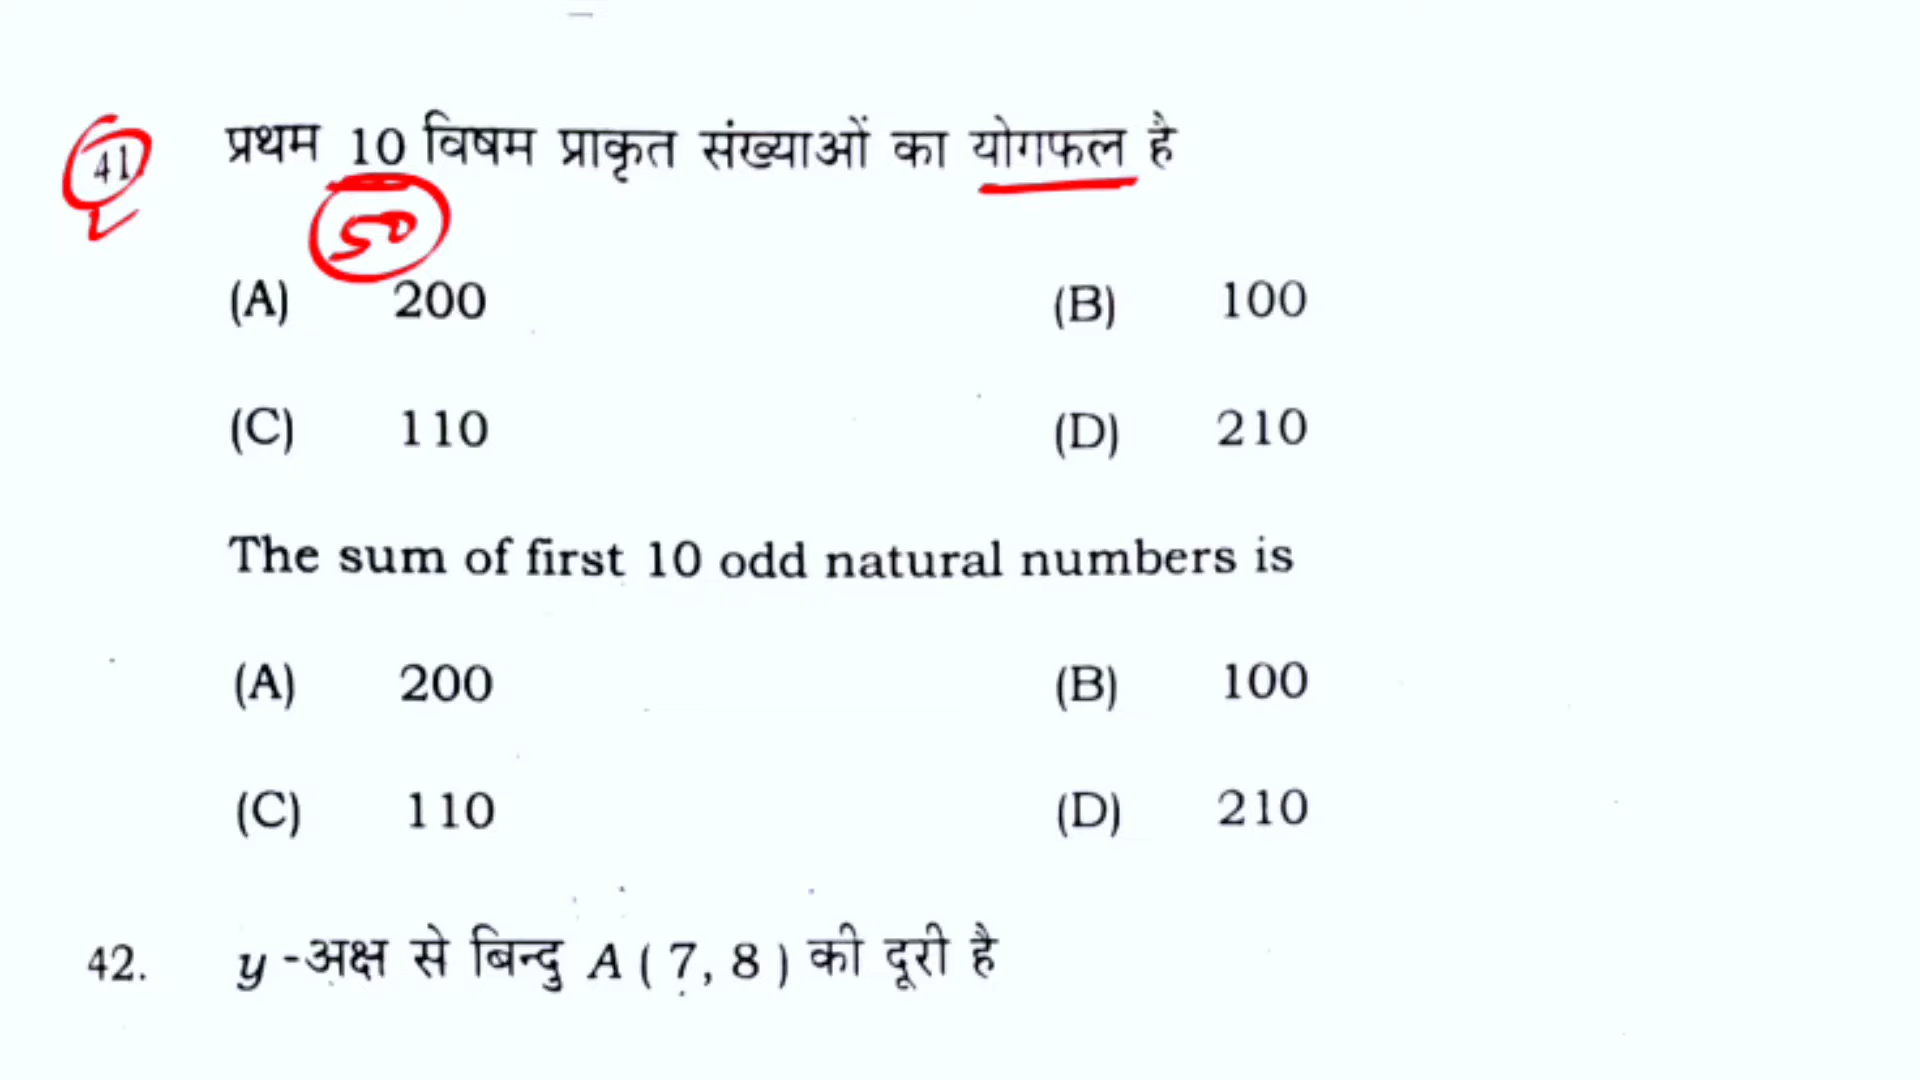 41 प्रथम 10 विषम प्राकृत संख्याओं का योगफल है
50
(A) 200 (B) 100
(C) 110 (D) 210
The sum of first 10 odd natural numbers is
(A) 200 (B) 100
(C) 110 (D) 210
42. y -अक्ष से बिन्दु A ( 7, 8 ) की दूरी है